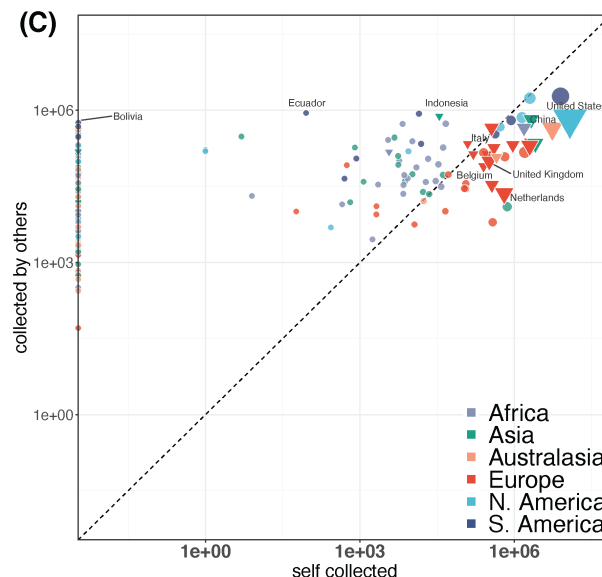 (C)
1e+06
1e+03
1e+00
collected by others
Bolivia
Ecuador
Indonesia
United States
China
Italy
United Kingdom
Belgium
Netherlands
Africa
Asia
Australasia
Europe
N. America
S. America
1e+00
1e+03
1e+06
self collected